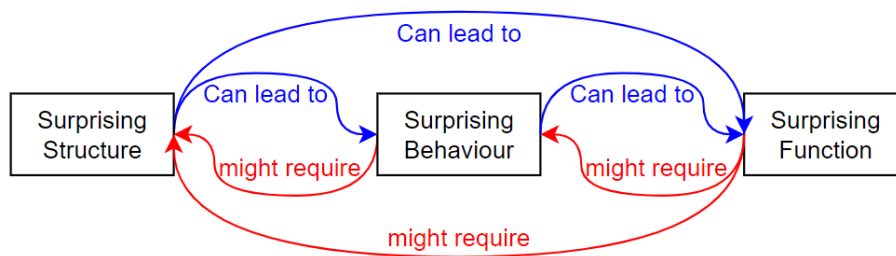 Can lead to
Can lead to
Can lead to
Surprising
Structure
Surprising
Behaviour
Surprising
Function
might require
might require
might require